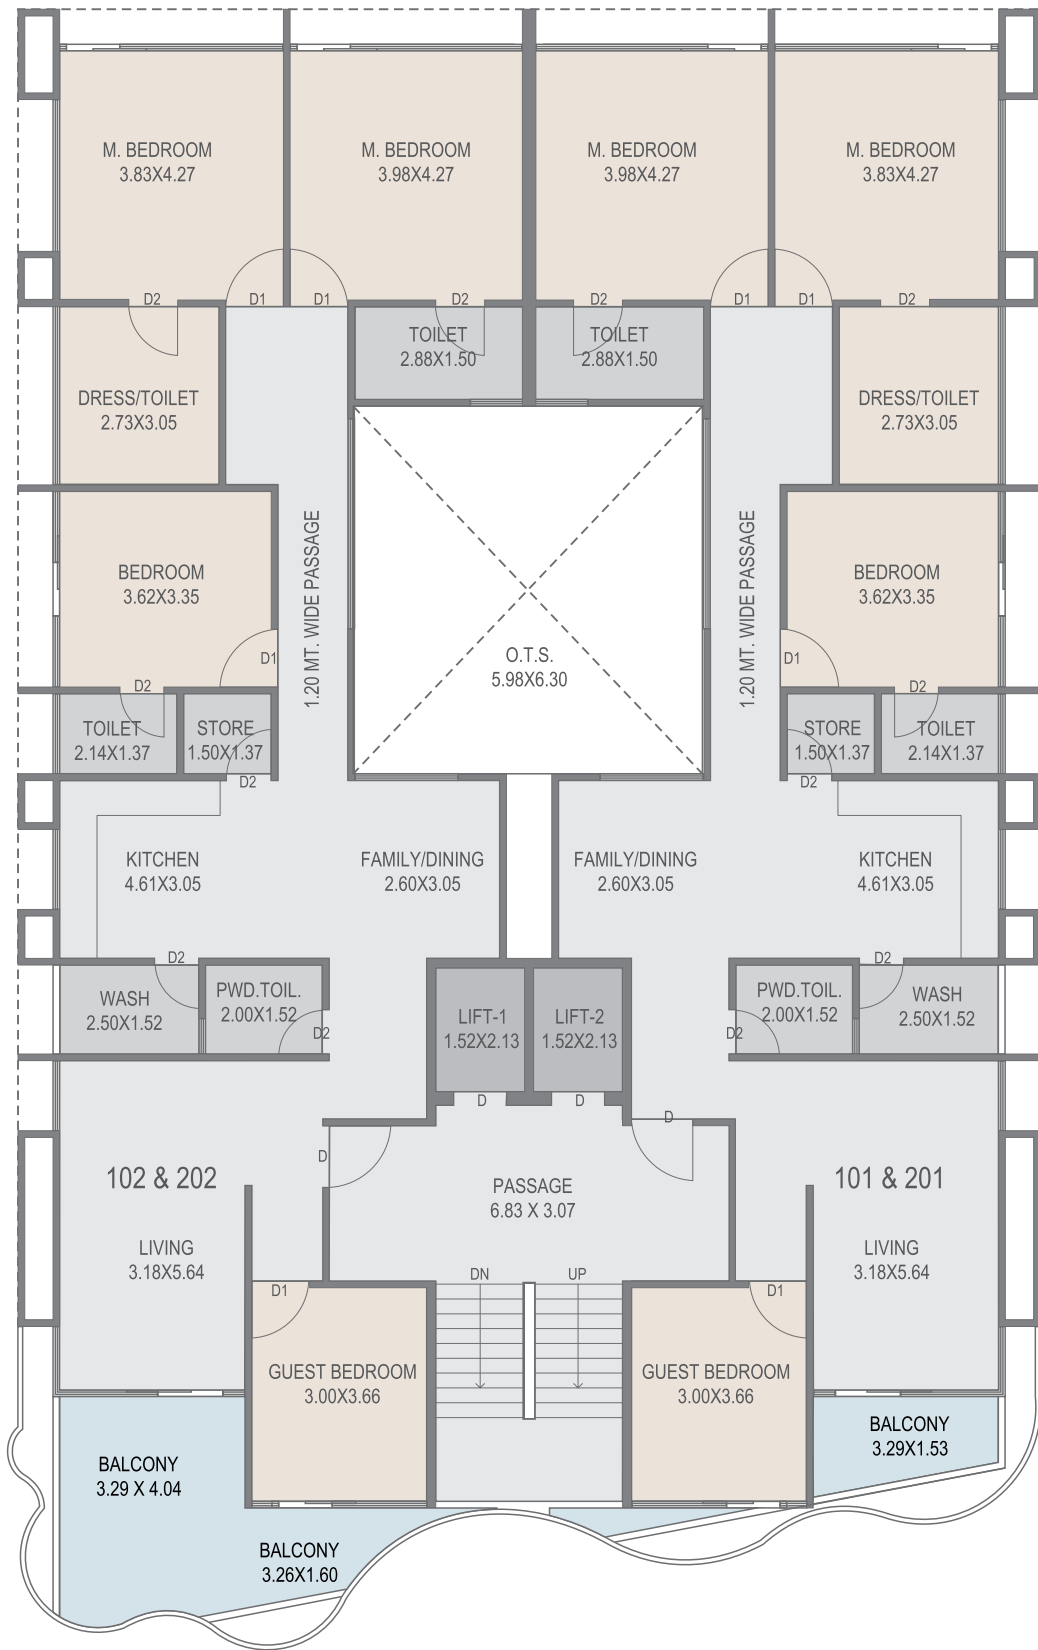 M. BEDROOM
3.83X4.27
M. BEDROOM
3.98X4.27
M. BEDROOM
3.98X4.27
M. BEDROOM
3.83X4.27
D2
D1
D1
D2
D2
D1
D1
D2
TOILET
2.88X1.50
TOILET
2.88X1.50
DRESS/TOILET
2.73X3.05
DRESS/TOILET
2.73X3.05
1.20 MT. WIDE PASSAGE
1.20 MT. WIDE PASSAGE
BEDROOM
3.62X3.35
BEDROOM
3.62X3.35
O.T.S.
5.98X6.30
D1
D1
D2
D2
TOILET
2.14X1.37
STORE
1.50X1.37
STORE
1.50X1.37
TOILET
2.14X1.37
D2
D2
KITCHEN
4.61X3.05
FAMILY/DINING
2.60X3.05
FAMILY/DINING
2.60X3.05
KITCHEN
4.61X3.05
D2
D2
WASH
2.50X1.52
PWD.TOIL.
2.00X1.52
LIFT-1
1.52X2.13
LIFT-2
1.52X2.13
PWD.TOIL.
2.00X1.52
WASH
2.50X1.52
D2
D2
D
D
D
D
102 & 202
PASSAGE
6.83 X 3.07
101 & 201
LIVING
3.18X5.64
LIVING
3.18X5.64
DN
UP
D1
D1
GUEST BEDROOM
3.00X3.66
GUEST BEDROOM
3.00X3.66
BALCONY
3.29X1.53
BALCONY
3.29 X 4.04
BALCONY
3.26X1.60